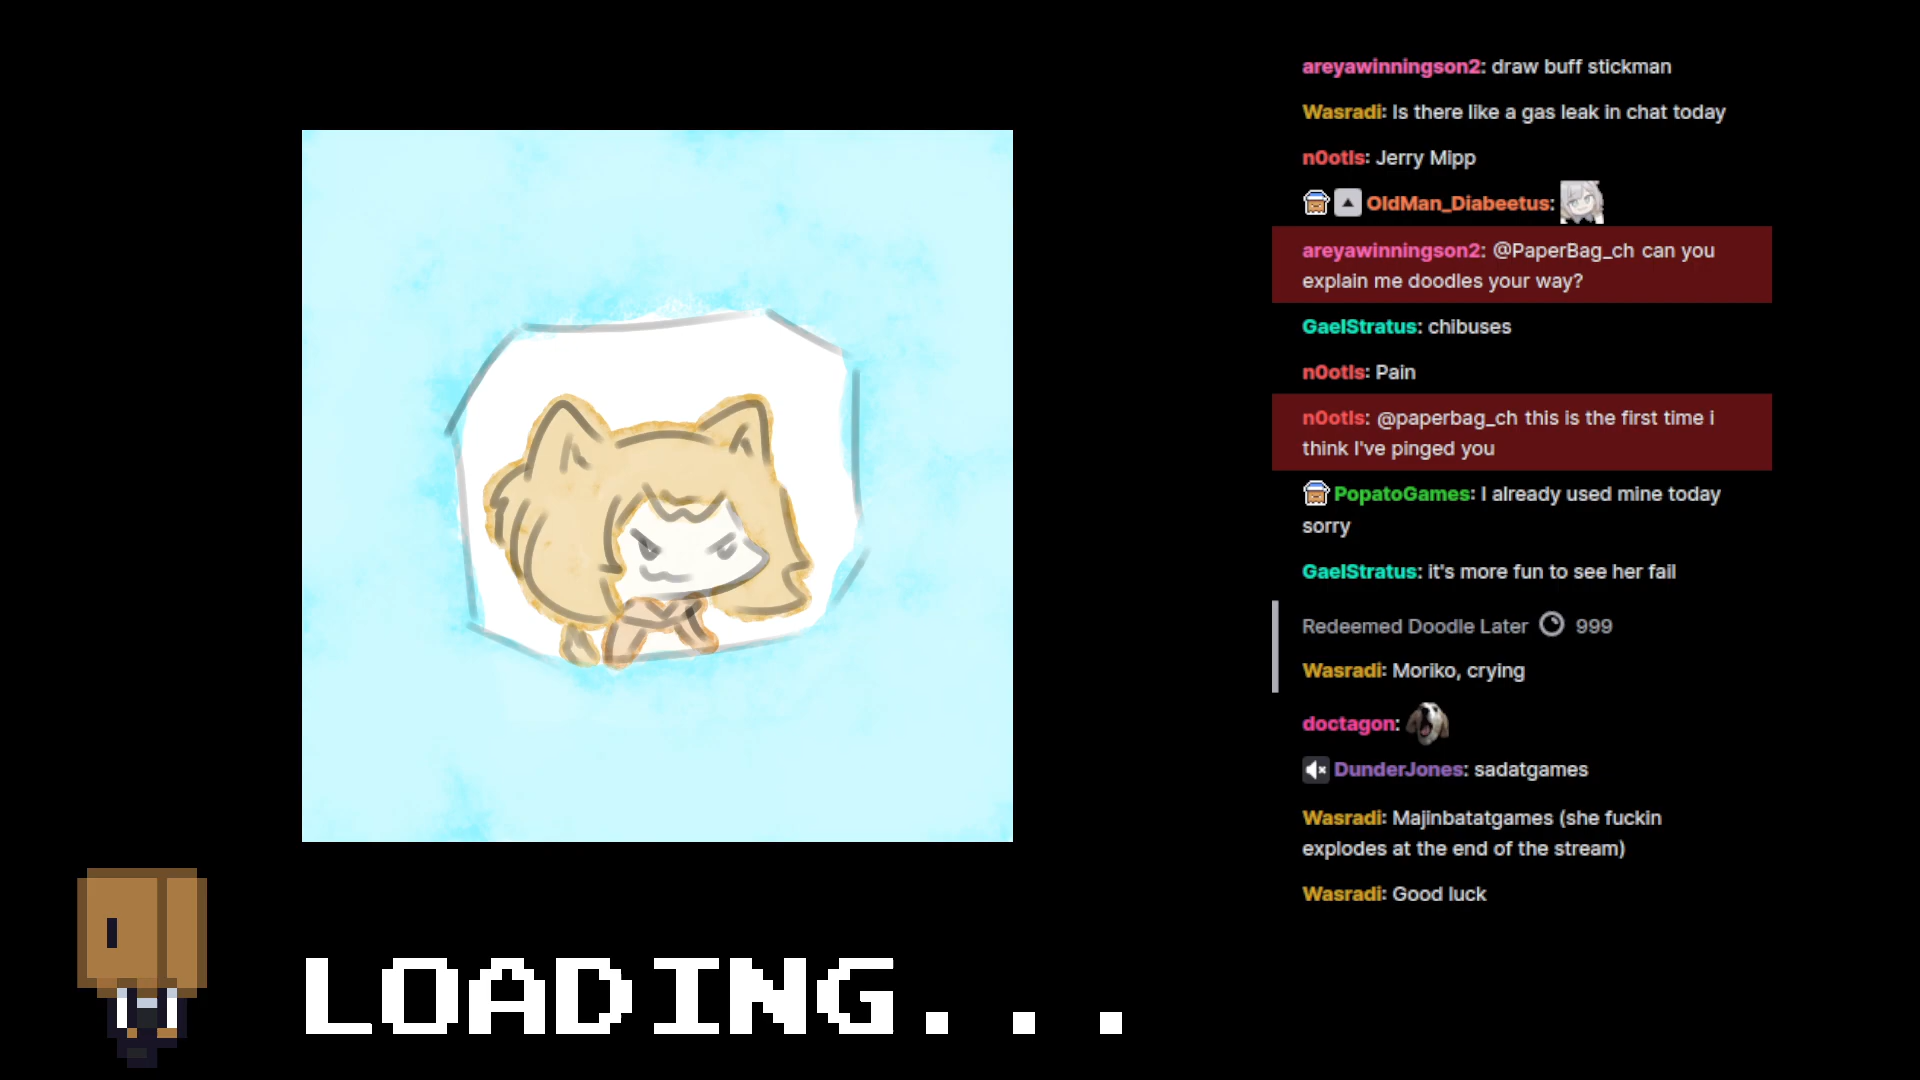 areyawinningson2: draw buff stickman
Wasradi: Is there like a gas leak in chat today
n0otls: Jerry Mipp
OldMan_Diabeetus:
areyawinningson2: @PaperBag_ch can you
explain me doodles your way?
GaelStratus: chibuses
n0otls: Pain
n0otls: @paperbag_ch this is the first time i
think I've pinged you
PopatoGames: I already used mine today
sorry
GaelStratus: it's more fun to see her fail
Redeemed Doodle Later 999
Wasradi: Moriko, crying
doctagon:
DunderJones: sadatgames
Wasradi: Majinbatatgames (she fuckin
explodes at the end of the stream)
Wasradi: Good luck
LOADING...